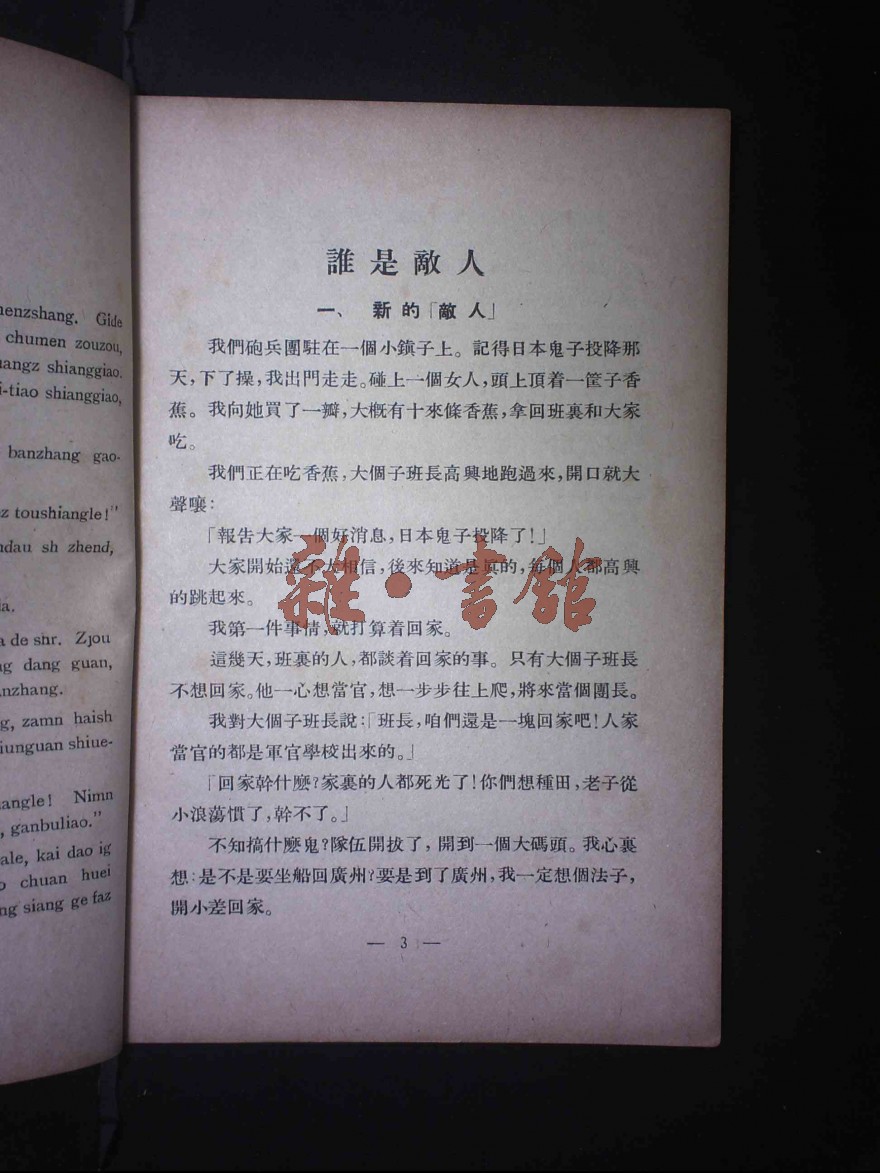 menzshang. Gide
chumen zouzou,
uangz shianggiao.
i-tiao shianggiao,
banzhang gao-
z toushiangle!"
ndau sh zhend,
la.
a de shr. Zjou
ng dang guan,
anzhang.
g, zamn haish
iunguan shiue-
iangle! Nimn
, ganbuliao."
ale, kai dao ig
o chuan huei
ng siang ge faz
誰是敵人
一、 新的「敵人」
我們砲兵團駐在一個小鎭子上。記得日本鬼子投降那
天，下了操，我出門走走。碰上一個女人，頭上頂着一筐子香
蕉。我向她買了一瓣，大槪有十來條香蕉，拿回班裏和大家
吃。
我們正在吃香蕉，大個子班長高興地跑過來，開口就大
聲嚷：
「報告大家一個好消息，日本鬼子投降了！」
大家開始還不大相信，後來知道是眞的，每個人都高興
的跳起來。
我第一件事情，就打算着回家。
這幾天，班裏的人，都談着回家的事。只有大個子班長
不想回家。他一心想當官，想一步步往上爬，將來當個團長。
我對大個子班長說：「班長，咱們還是一塊回家吧！人家
當官的都是軍官學校出來的。」
「回家幹什麽？家裏的人都死光了！你們想種田，老子從
小浪蕩慣了，幹不了。」
不知搞什麽鬼？隊伍開拔了，開到一個大碼頭。我心裏
想：是不是要坐船回廣州？要是到了廣州，我一定想個法子，
開小差回家。
— 3 —
雜·書館